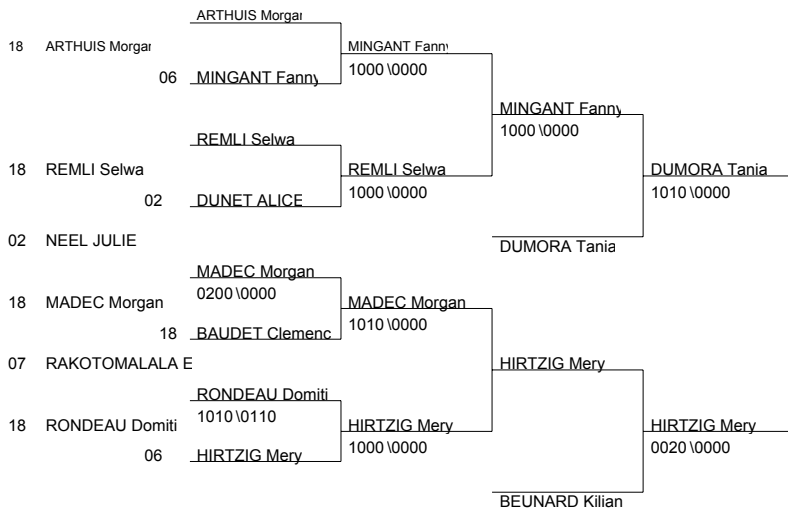 ARTHUIS Morgan
18 ARTHUIS Morgan MINGANT Fanny
06 MINGANT Fanny 1000\0000
MINGANT Fanny
REMLI Selwa 1000\0000
18 REMLI Selwa REMLI Selwa DUMORA Tania
02 DUNET ALICE 1000\0000 1010\0000
02 NEEL JULIE DUMORA Tania
MADEC Morgan
18 MADEC Morgan 0200\0000 MADEC Morgan
18 BAUDET Clemenc 1010\0000
07 RAKOTOMALALA E HIRTZIG Mery
RONDEAU Domiti
18 RONDEAU Domiti 1010\0110 HIRTZIG Mery HIRTZIG Mery
06 HIRTZIG Mery 1000\0000 0020\0000
BEUNARD Kilian